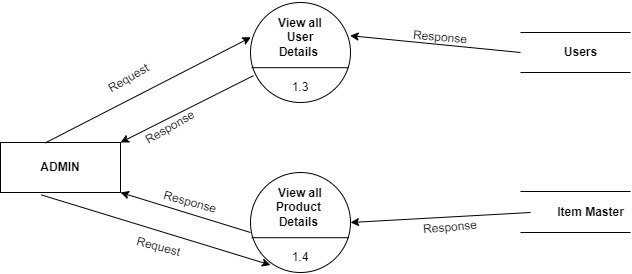 View all
User
Details
1.3
Response
Users
Request
Response
ADMIN
View all
Product
Details
1.4
Response
Request
Response
Item Master